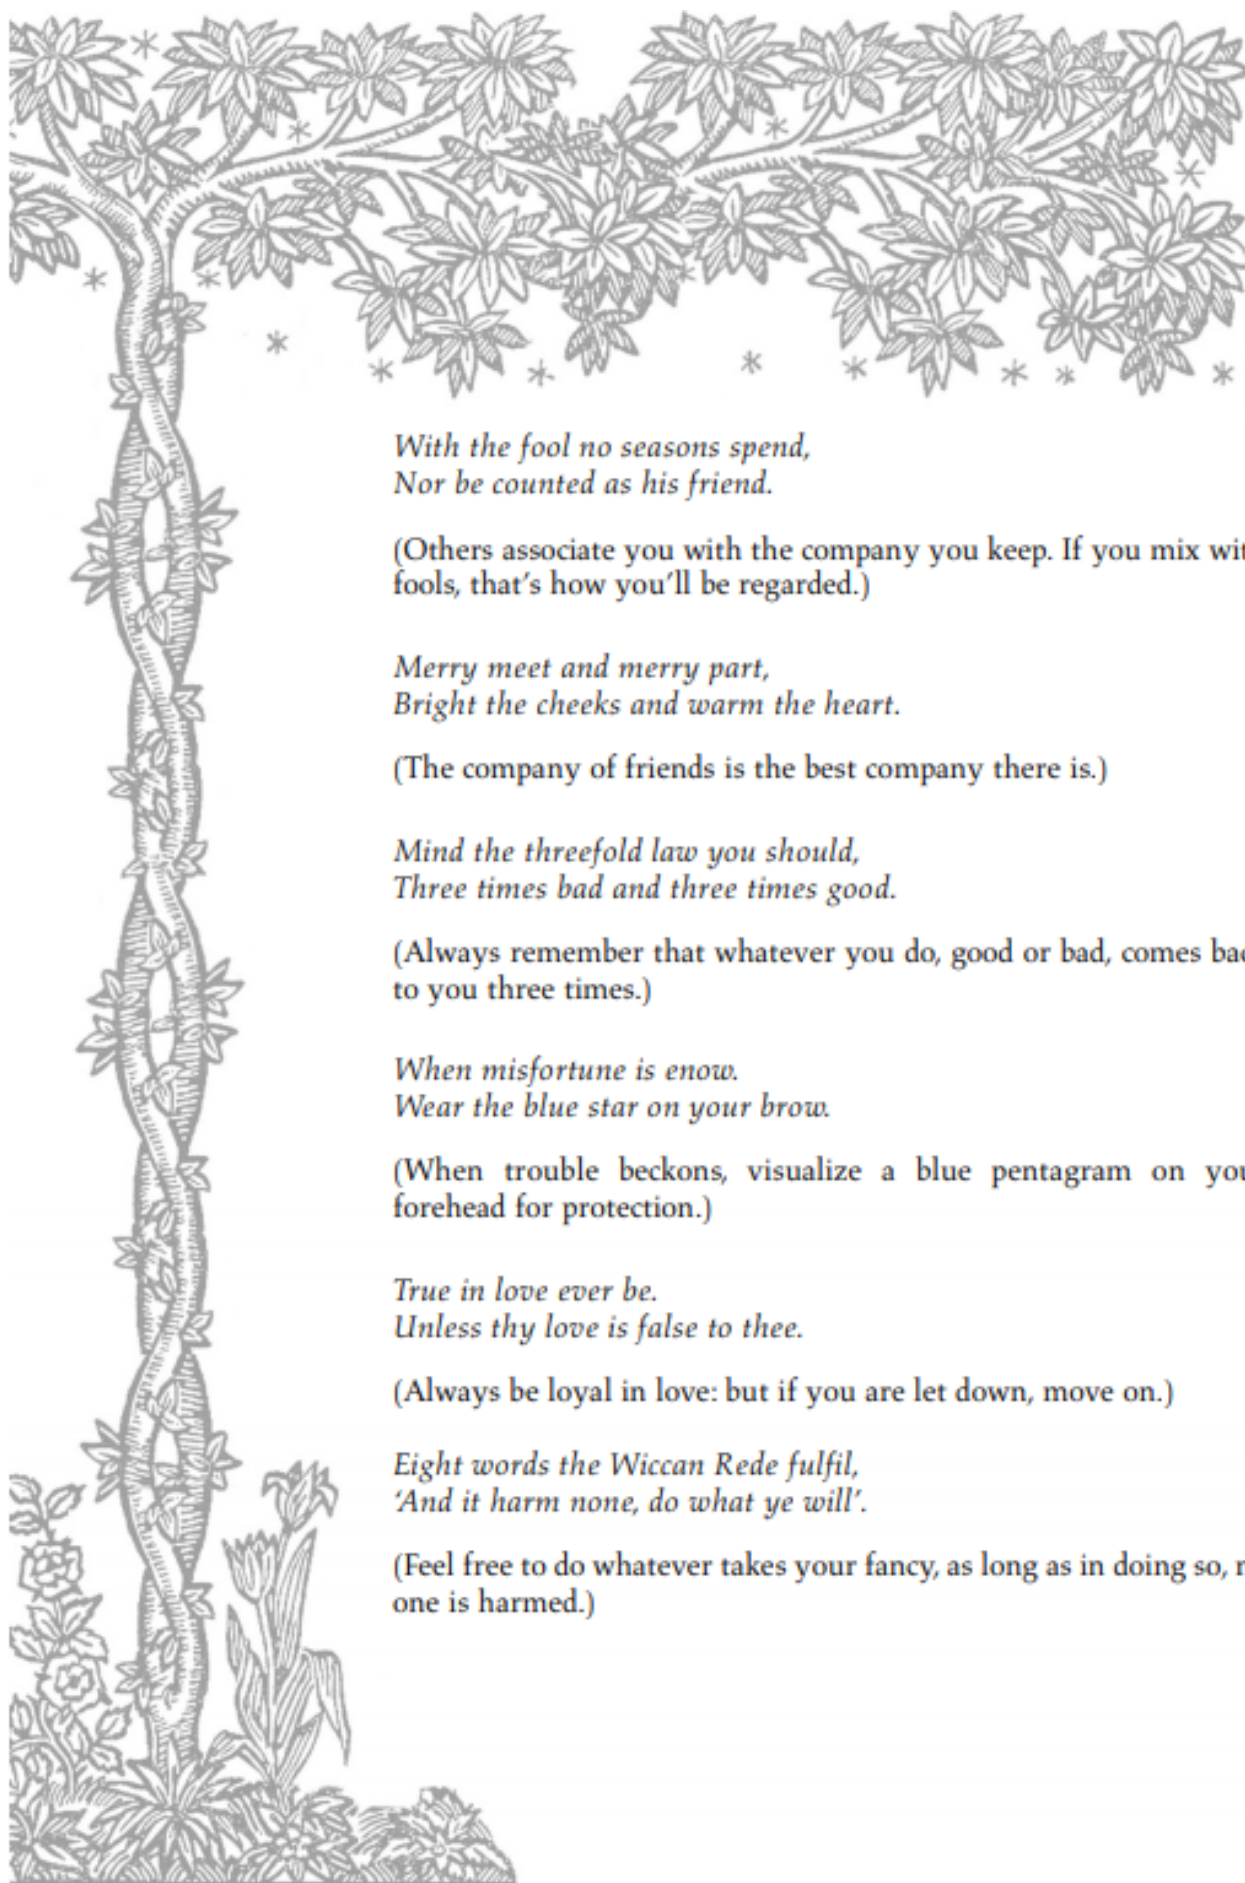 With the fool no seasons spend,
Nor be counted as his friend.
(Others associate you with the company you keep. If you mix wit
fools, that's how you'll be regarded.)
Merry meet and merry part,
Bright the cheeks and warm the heart.
(The company of friends is the best company there is.)
Mind the threefold law you should,
Three times bad and three times good.
(Always remember that whatever you do, good or bad, comes bac
to you three times.)
When misfortune is enow.
Wear the blue star on your brow.
(When trouble beckons, visualize a blue pentagram on you
forehead for protection.)
True in love ever be.
Unless thy love is false to thee.
(Always be loyal in love: but if you are let down, move on.)
Eight words the Wiccan Rede fulfil,
'And it harm none, do what ye will'.
(Feel free to do whatever takes your fancy, as long as in doing so,
one is harmed.)